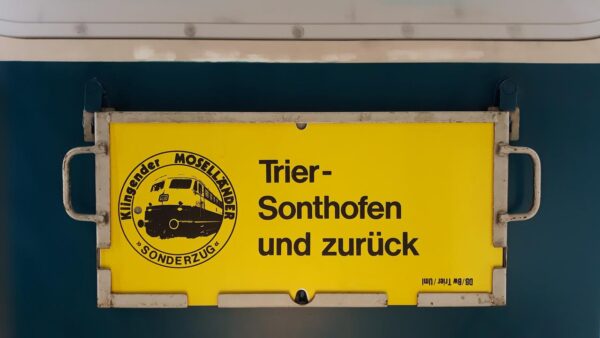 Klingender MOSELLÄNDER
»SONDERZUG«
Trier-
Sonthofen
und zurück
DB/Bw Trier / Uml